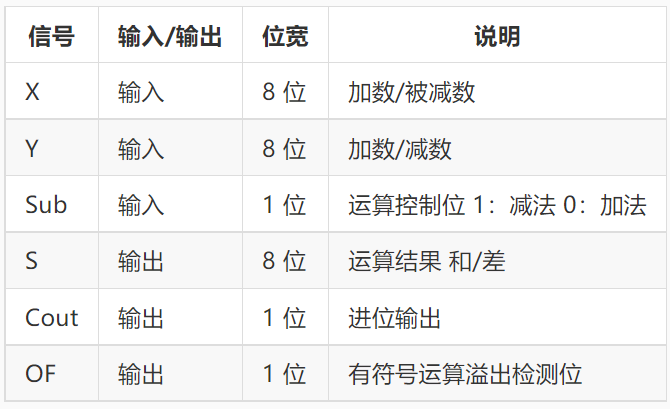 信号 输入/输出 位宽 说明
X 输入 8 位 加数/被减数
Y 输入 8 位 加数/减数
Sub 输入 1 位 运算控制位 1：减法 0：加法
S 输出 8 位 运算结果 和/差
Cout 输出 1 位 进位输出
OF 输出 1 位 有符号运算溢出检测位